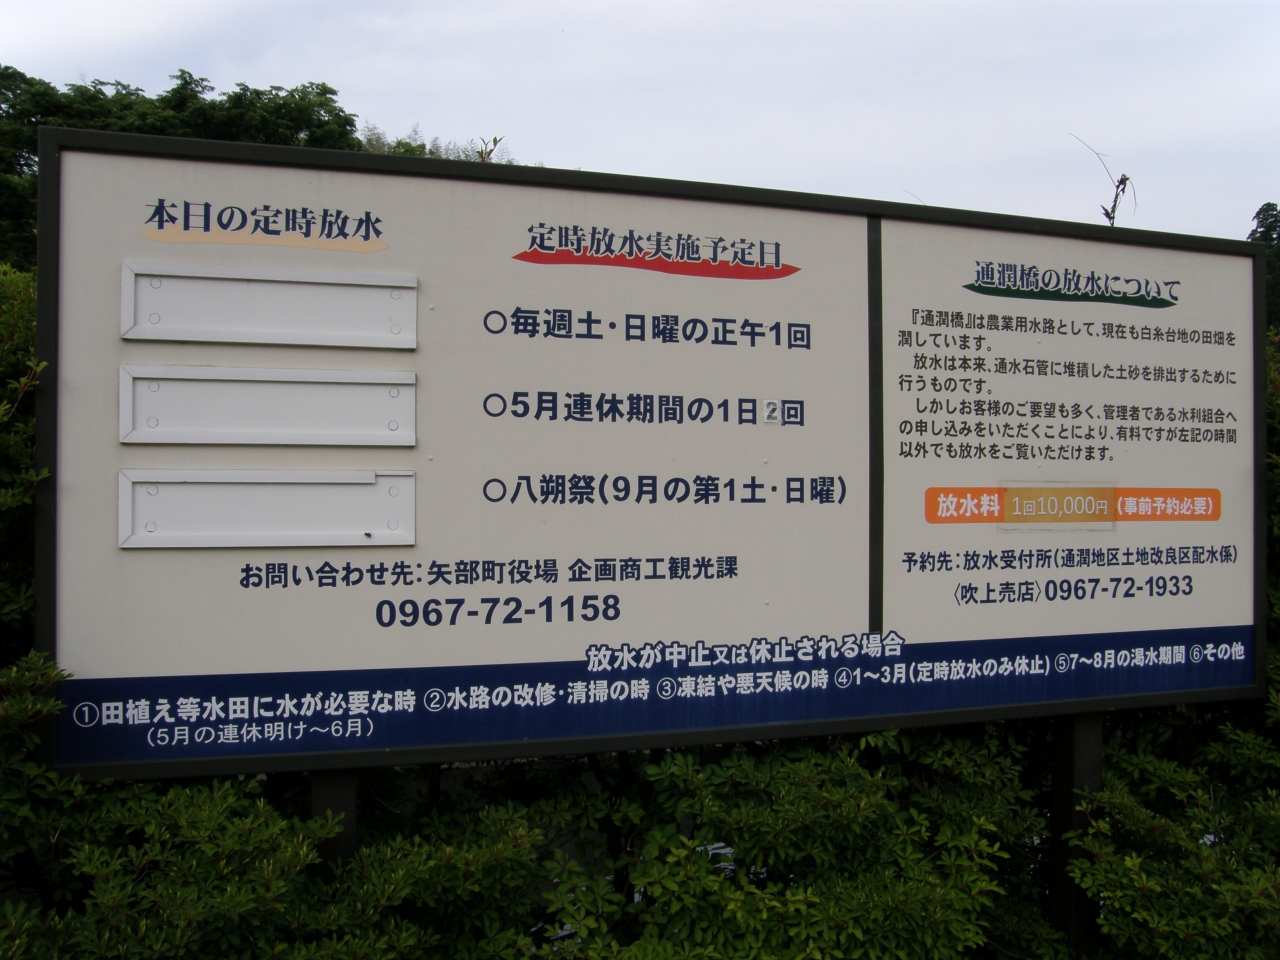 本日の定時放水
定時放水実施予定日
○毎週土・日曜の正午1回
○5月連休期間の1日2回
○八朔祭(9月の第1土・日曜)
お問い合わせ先:矢部町役場 企画商工観光課
0967-72-1158
通潤橋の放水について
『通潤橋』は農業用水路として、現在も白糸台地の田畑を
潤しています。
放水は本来、通水石管に堆積した土砂を排出するために
行うものです。
しかしお客様のご要望も多く、管理者である水利組合へ
の申し込みをいただくことにより、有料ですが左記の時間
以外でも放水をご覧いただけます。
放水料 1回10,000円 (事前予約必要)
予約先:放水受付所(通潤地区土地改良区配水係)
〈吹上売店〉0967-72-1933
放水が中止又は休止される場合
①田植え等水田に水が必要な時 ②水路の改修・清掃の時 ③凍結や悪天候の時 ④1～3月(定時放水のみ休止) ⑤7～8月の渇水期間 ⑥その他
(5月の連休明け～6月)